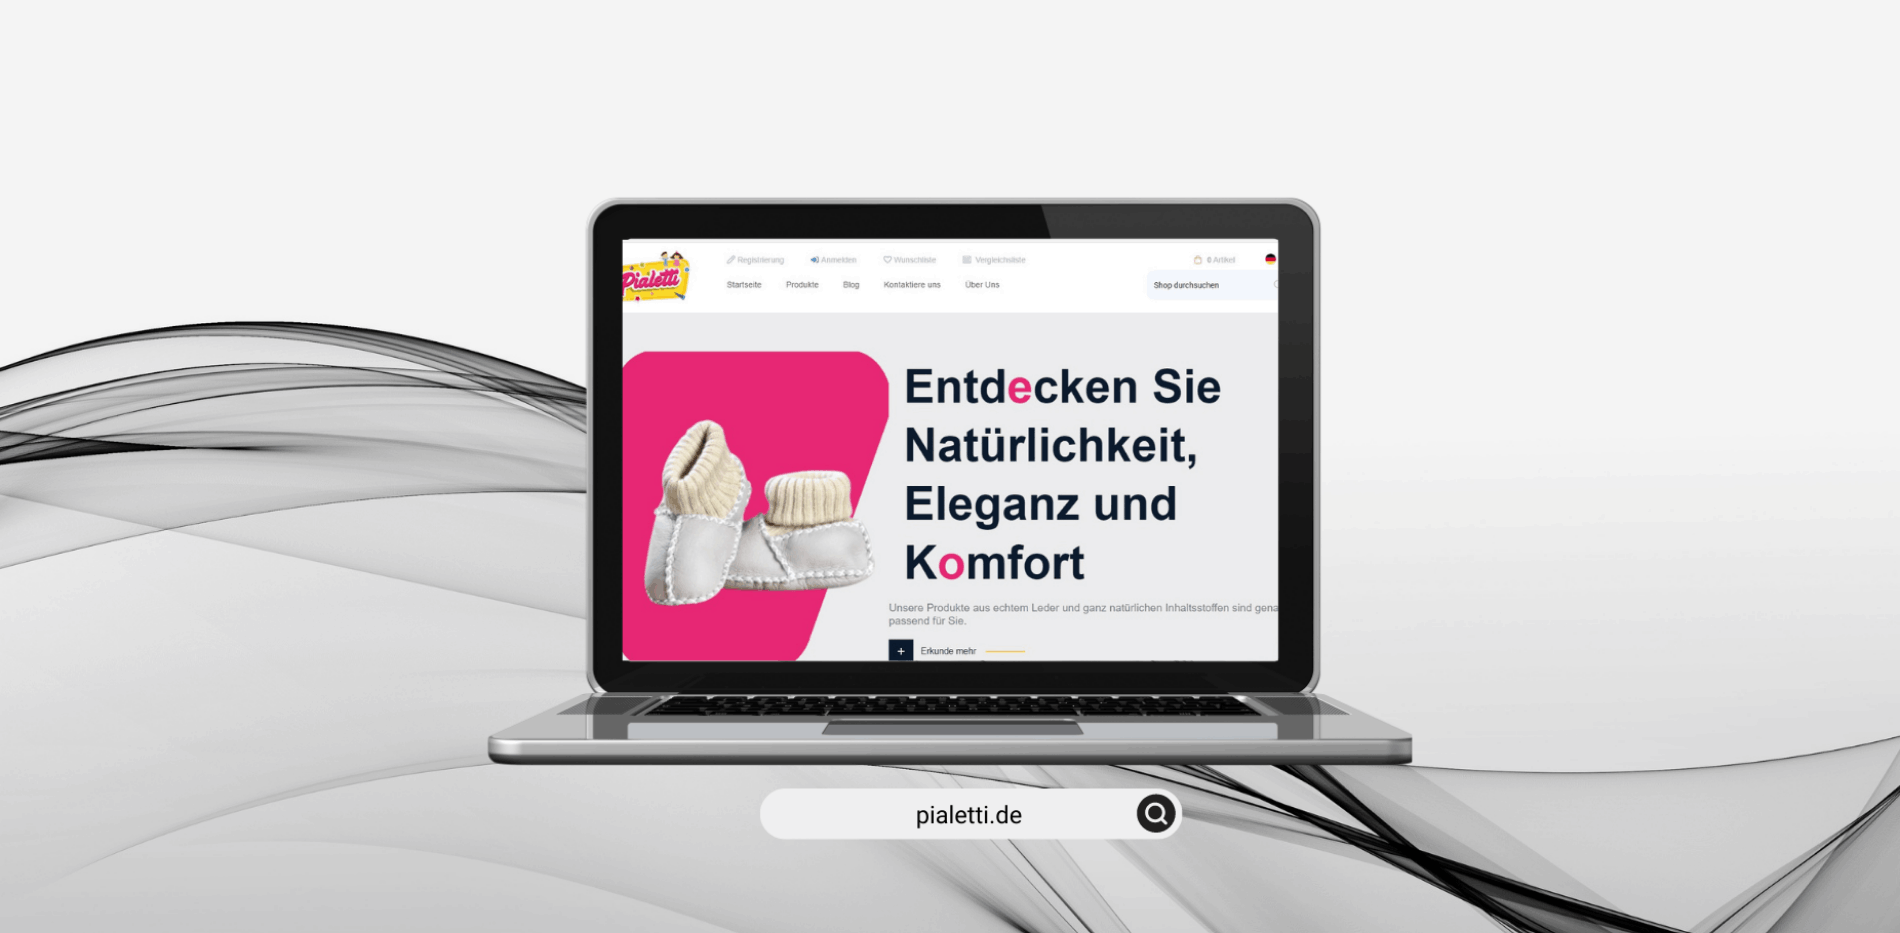 Pialetti
Registrierung Anmelden Wunschliste Vergleichsliste 0 Artikel
Startseite Produkte Blog Kontaktiere uns Über Uns Shop durchsuchen
Entdecken Sie
Natürlichkeit,
Eleganz und
Komfort
Unsere Produkte aus echtem Leder und ganz natürlichen Inhaltsstoffen sind gena
passend für Sie.
+ Erkunde mehr
pialetti.de